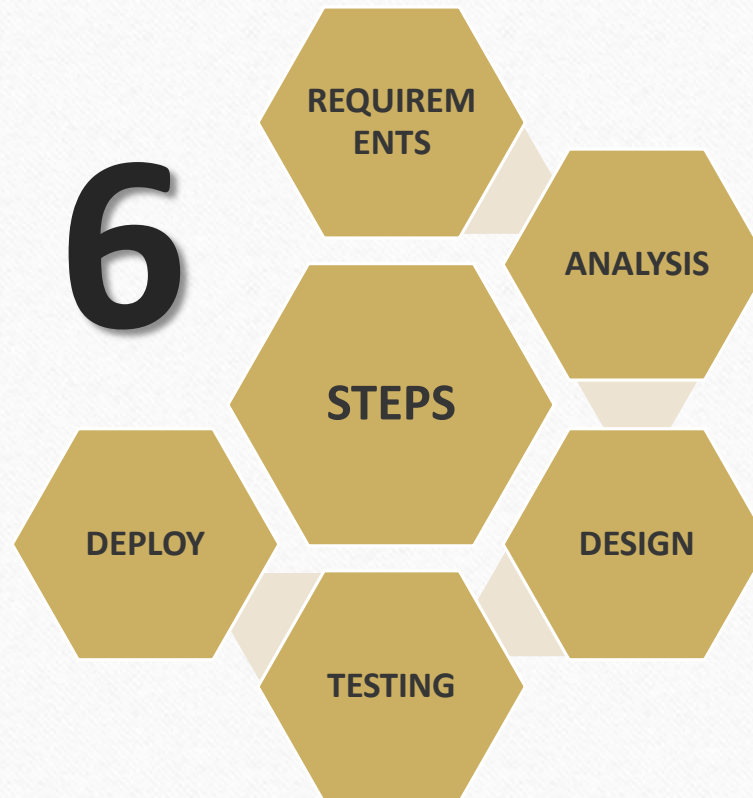 6
REQUIREM
ENTS
ANALYSIS
STEPS
DEPLOY
DESIGN
TESTING